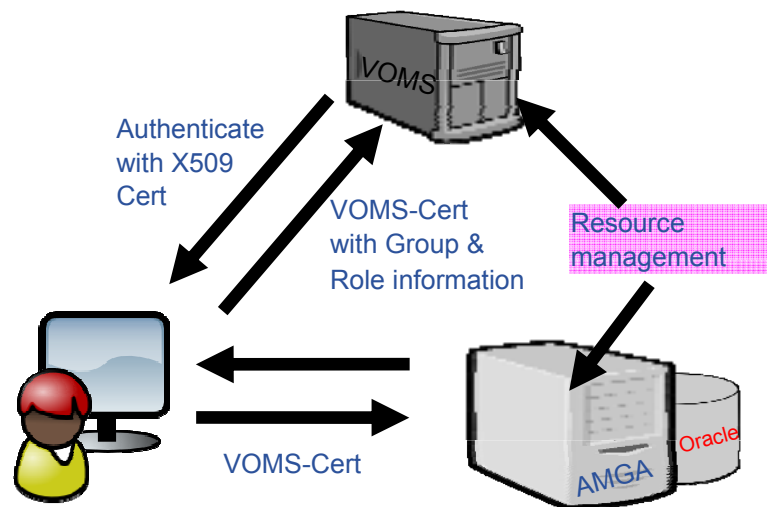 VOMS
Authenticate
with X509
Cert
VOMS-Cert
with Group &
Role information
Resource
management
VOMS-Cert
AMGA
Oracle